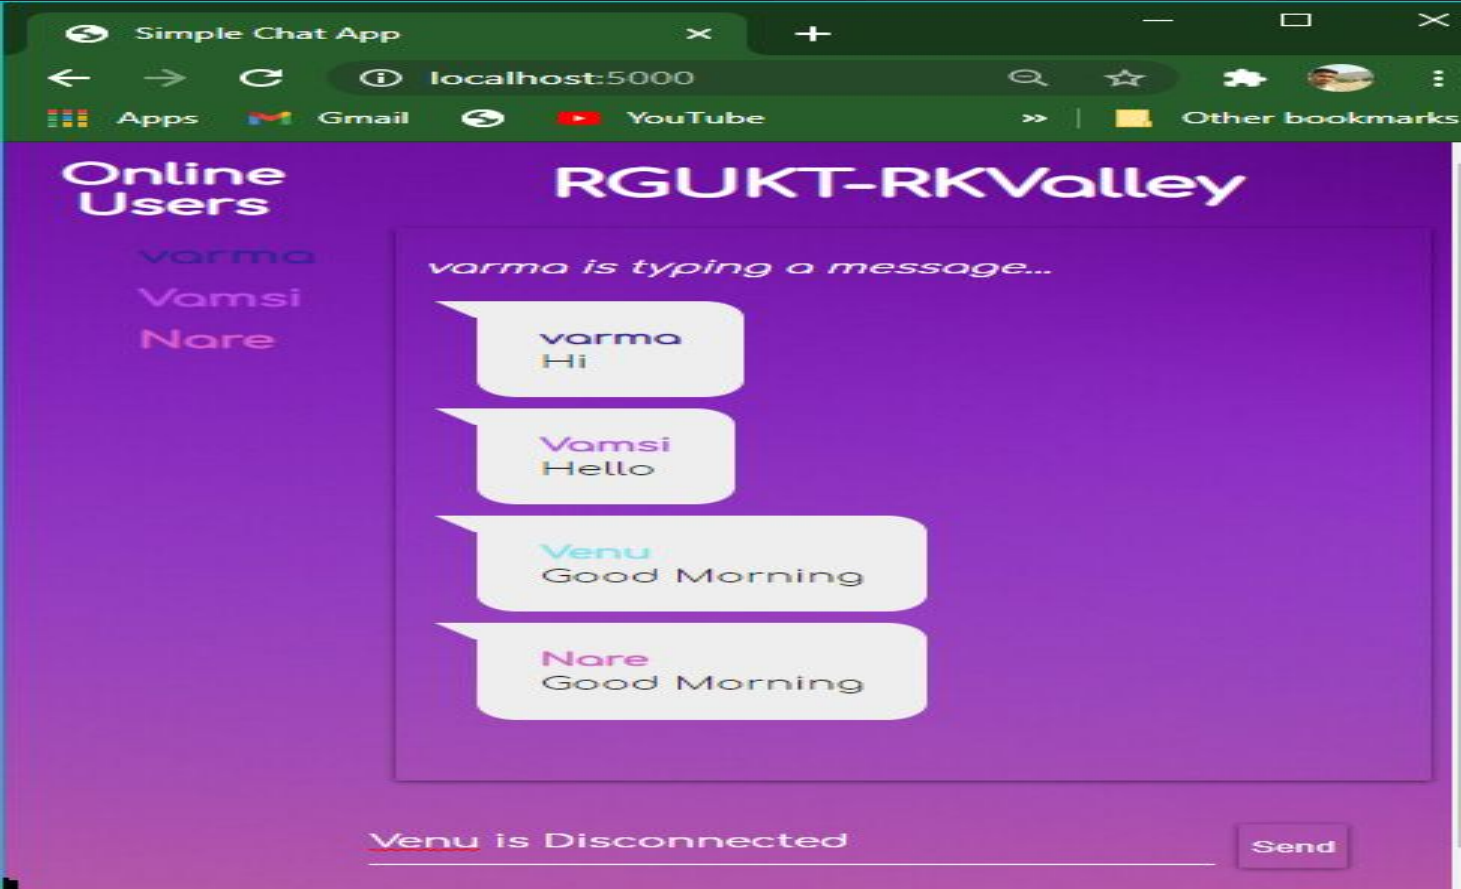 Simple Chat App
localhost:5000
Apps Gmail YouTube Other bookmarks
Online
Users
varma
Vamsi
Nare
RGUKT-RKValley
varma is typing a message...
varma
Hi
Vamsi
Hello
Venu
Good Morning
Nare
Good Morning
Venu is Disconnected
Send